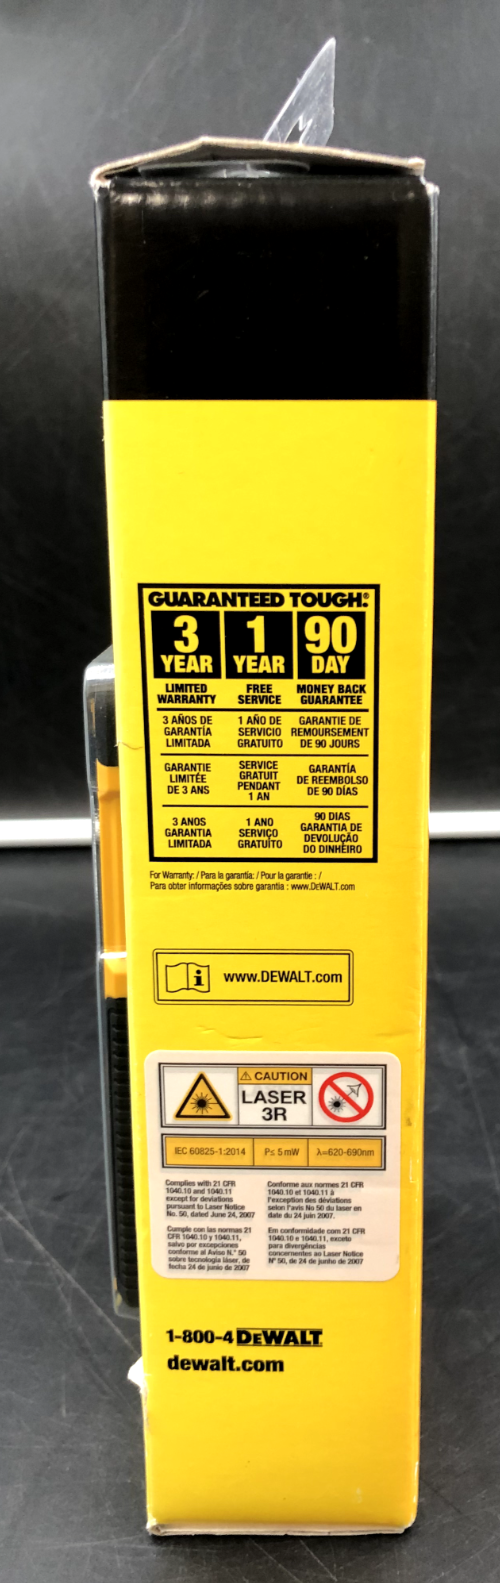 GUARANTEED TOUGH.®
3 1 90
YEAR YEAR DAY
LIMITED FREE MONEY BACK
WARRANTY SERVICE GUARANTEE
3 AÑOS DE 1 AÑO DE GARANTIE DE
GARANTÍA SERVICIO REMOURSEMENT
LIMITADA GRATUITO DE 90 JOURS
GARANTIE
LIMITÉE
DE 3 ANS
SERVICE
GRATUIT
PENDANT
1 AN
GARANTÍA
DE REEMBOLSO
DE 90 DÍAS
3 ANOS
GARANTIA
LIMITADA
1 ANO
SERVIÇO
GRATUÍTO
90 DIAS
GARANTIA DE
DEVOLUÇÃO
DO DINHEIRO
For Warranty: / Para la garantía: / Pour la garantie : /
Para obter informações sobre garantia : www.DEWALT.com
www.DEWALT.com
CAUTION
LASER
3R
IEC 60825-1:2014 P≤ 5 mW λ=620-690nm
Complies with 21 CFR
1040.10 and 1040.11
except for deviations
pursuant to Laser Notice
No. 50, dated June 24, 2007
Conforme aux normes 21 CFR
1040.10 et 1040.11 à
l'exception des déviations
selon l'avis No 50 du laser en
date du 24 juin 2007.
Cumple con las normas 21
CFR 1040.10 y 1040.11,
salvo por excepciones
conforme al Aviso N.° 50
sobre tecnología láser, de
fecha 24 de junio de 2007
Em conformidade com 21 CFR
1040.10 e 1040.11, exceto
para divergências
concernentes ao Laser Notice
N° 50, de 24 de junho de 2007
1-800-4 DEWALT
dewalt.com